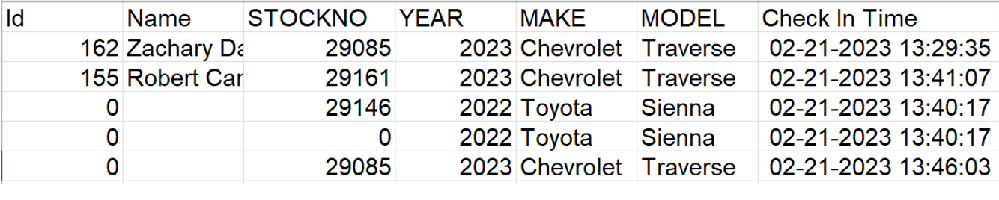 Id Name STOCKNO YEAR MAKE MODEL Check In Time
162 Zachary 29085 2023 Chevrolet Traverse 02-21-2023 13:29:35
155 Robert 29161 2023 Chevrolet Traverse 02-21-2023 13:41:07
0 29146 2022 Toyota Sienna 02-21-2023 13:40:17
0 0 2022 Toyota Sienna 02-21-2023 13:40:17
0 29085 2023 Chevrolet Traverse 02-21-2023 13:46:03